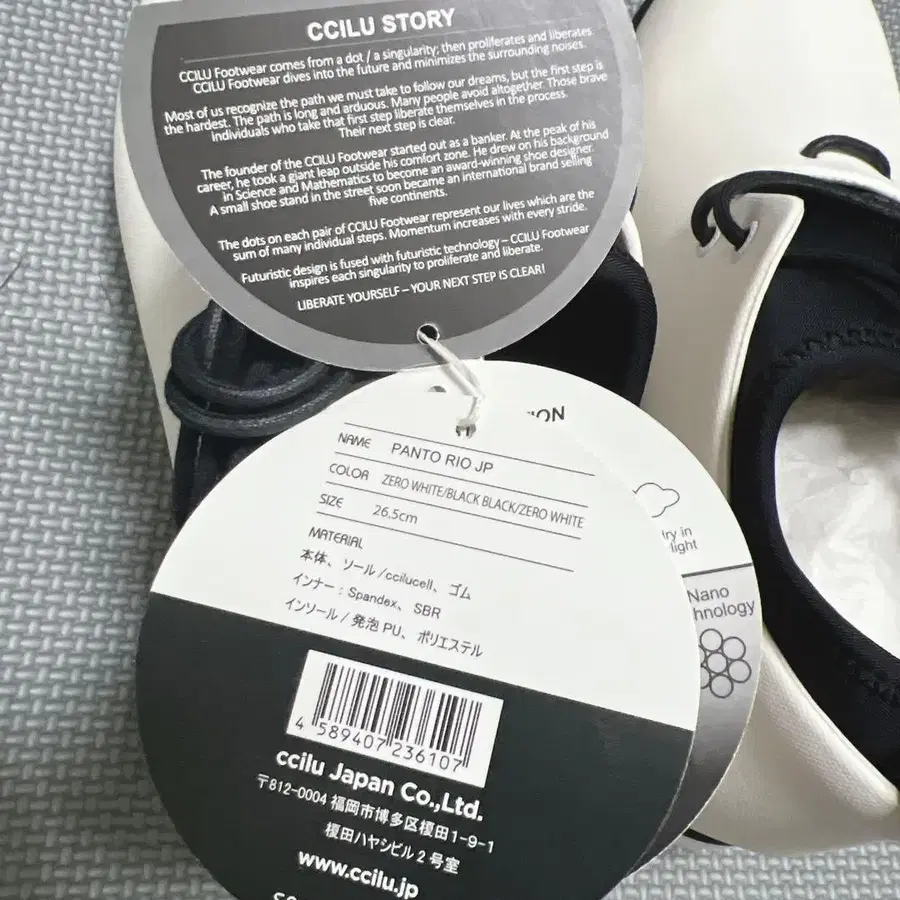 CCILU STORY
CCILU Footwear comes from a dot / a singularity; then proliferates and liberates.
CCILU Footwear dives into the future and minimizes the surrounding noises.
Most of us recognize the path we must take to follow our dreams, but the first step is
the hardest. The path is long and arduous. Many people avoid altogether. Those brave
individuals who take that first step liberate themselves in the process.
Their next step is clear.
The founder of the CCILU Footwear started out as a banker. At the peak of his
career, he took a giant leap outside his comfort zone. He drew on his background
in Science and Mathematics to become an award-winning shoe designer.
A small shoe stand in the street soon became an international brand selling
five continents.
The dots on each pair of CCILU Footwear represent our lives which are the
sum of many individual steps. Momentum increases with every stride.
Futuristic design is fused with futuristic technology – CCILU Footwear
inspires each singularity to proliferate and liberate.
LIBERATE YOURSELF – YOUR NEXT STEP IS CLEAR!
NAME PANTO RIO JP
COLOR ZERO WHITE/BLACK BLACK/ZERO WHITE
SIZE 26.5cm
MATERIAL
本体、ソール/ccilucell、ゴム
インナー：Spandex、SBR
インソール/発泡PU、ポリエステル
4 589407 236107
ccilu Japan Co.,Ltd.
〒812-0004 福岡市博多区榎田1-9-1
榎田ハヤシビル2号室
www.ccilu.jp
in
Nano